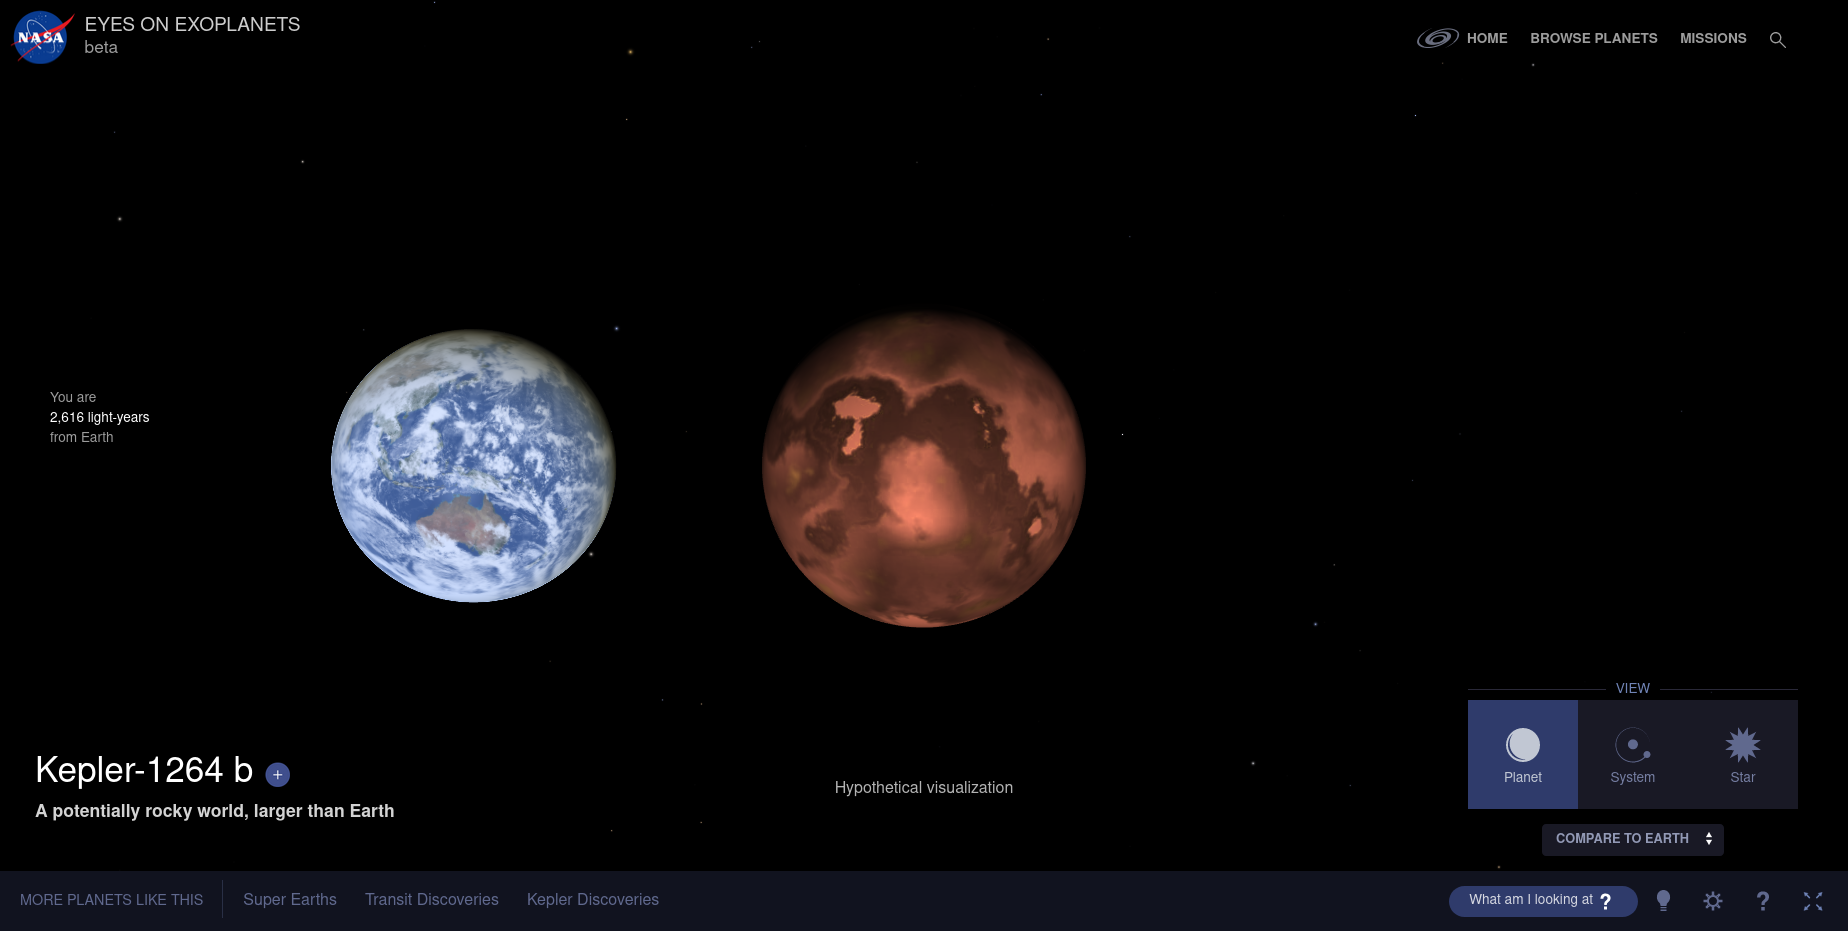 NASA
EYES ON EXOPLANETS
beta
HOME
BROWSE PLANETS
MISSIONS
You are
2,616 light-years
from Earth
Kepler-1264 b +
A potentially rocky world, larger than Earth
Hypothetical visualization
VIEW
Planet
System
Star
COMPARE TO EARTH
MORE PLANETS LIKE THIS
Super Earths
Transit Discoveries
Kepler Discoveries
What am I looking at ?
?